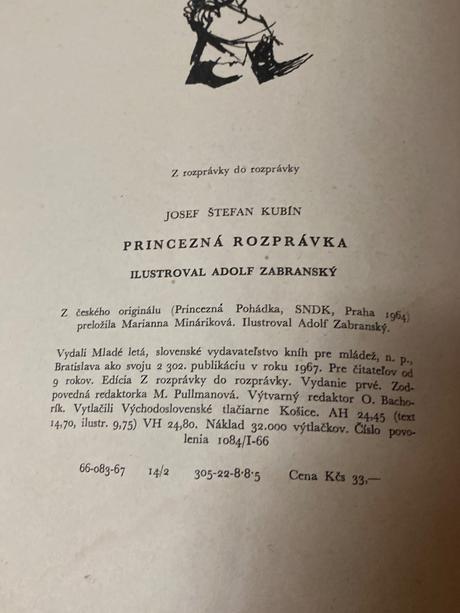 Z rozprávky do rozprávky
JOSEF ŠTEFAN KUBÍN
PRINCEZNÁ ROZPRÁVKA
ILUSTROVAL ADOLF ZABRANSKÝ
Z českého originálu (Princezná Pohádka, SNDK, Praha 1964)
preložila Marianna Mináriková. Ilustroval Adolf Zabranský.
Vydali Mladé letá, slovenské vydavateľstvo kníh pre mládež, n. p.,
Bratislava ako svoju 2 302. publikáciu v roku 1967. Pre čitateľov od
9 rokov. Edícia Z rozprávky do rozprávky. Vydanie prvé. Zod-
povedná redaktorka M. Pullmanová. Výtvarný redaktor O. Bacho-
rík. Vytlačili Východoslovenské tlačiarne Košice. AH 24,45 (text
14,70, ilustr. 9,75) VH 24,80. Náklad 32.000 výtlačkov. Číslo povo-
lenia 1084/I-66
66-083-67 14/2 305-22-8·8·5 Cena Kčs 33,—